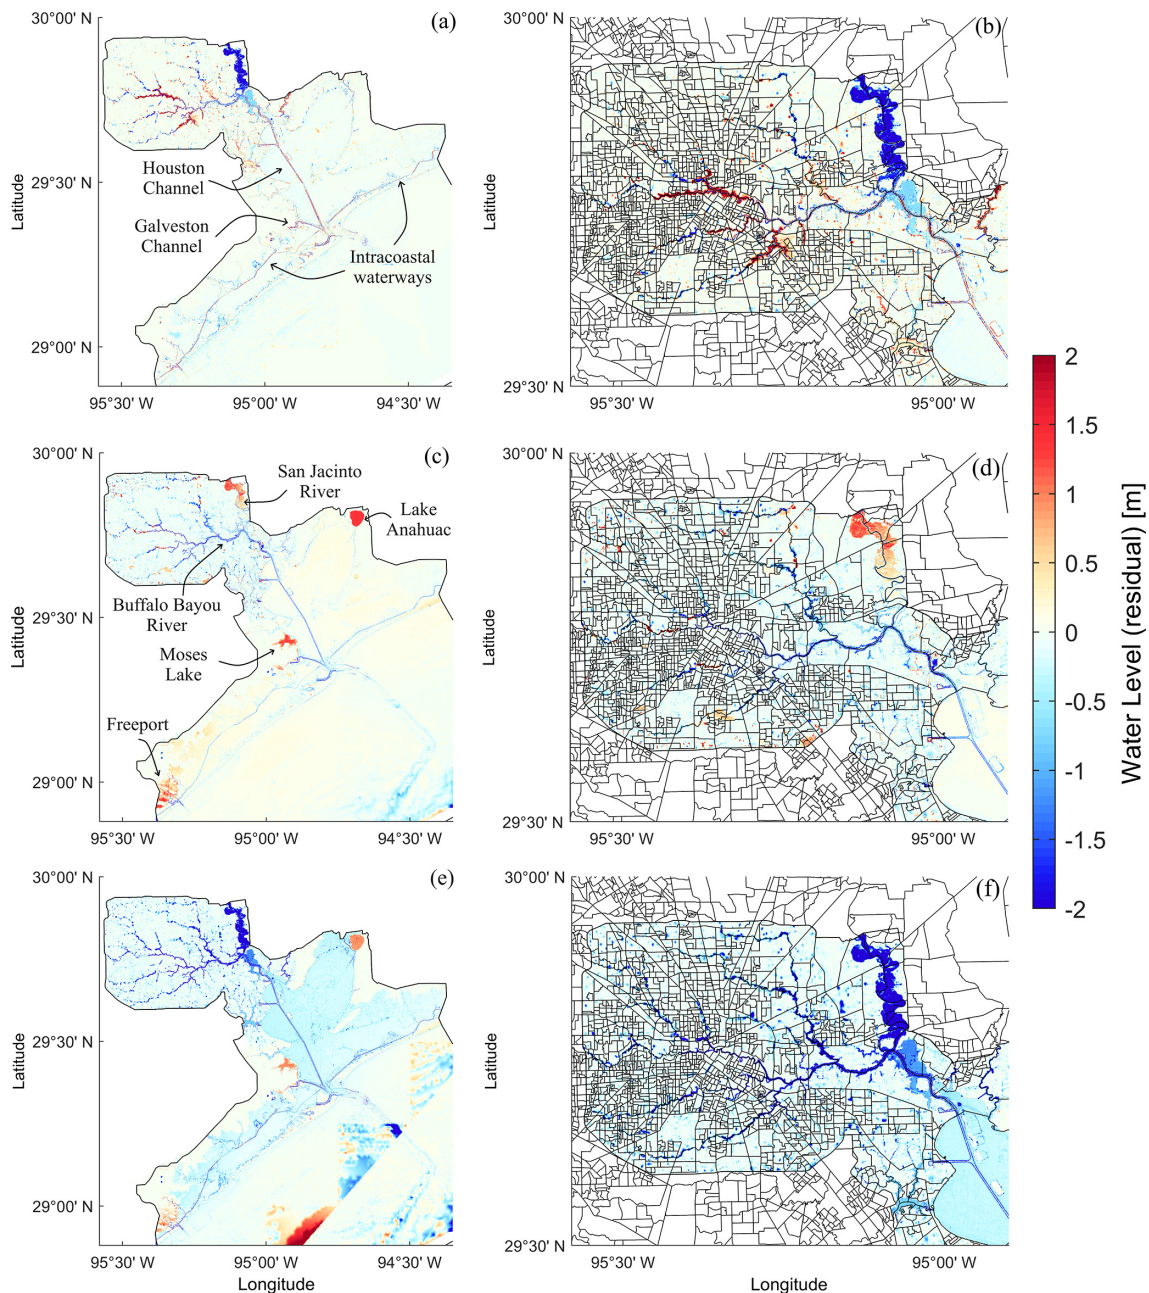 (a)
30°00' N
29°30' N
29°00' N
Latitude
Houston
Channel
Galveston
Channel
Intracoastal
waterways
95°30' W
95°00' W
94°30' W
(b)
30°00' N
29°30' N
Latitude
95°30' W
95°00' W
(c)
30°00' N
29°30' N
29°00' N
Latitude
San Jacinto
River
Lake
Anahuac
Buffalo Bayou
River
Moses
Lake
Freeport
95°30' W
95°00' W
94°30' W
(d)
30°00' N
29°30' N
Latitude
95°30' W
95°00' W
2
1.5
1
0.5
0
-0.5
-1
-1.5
-2
Water Level (residual) [m]
(e)
30°00' N
29°30' N
29°00' N
Latitude
95°30' W
95°00' W
94°30' W
Longitude
(f)
30°00' N
29°30' N
Latitude
95°30' W
95°00' W
Longitude